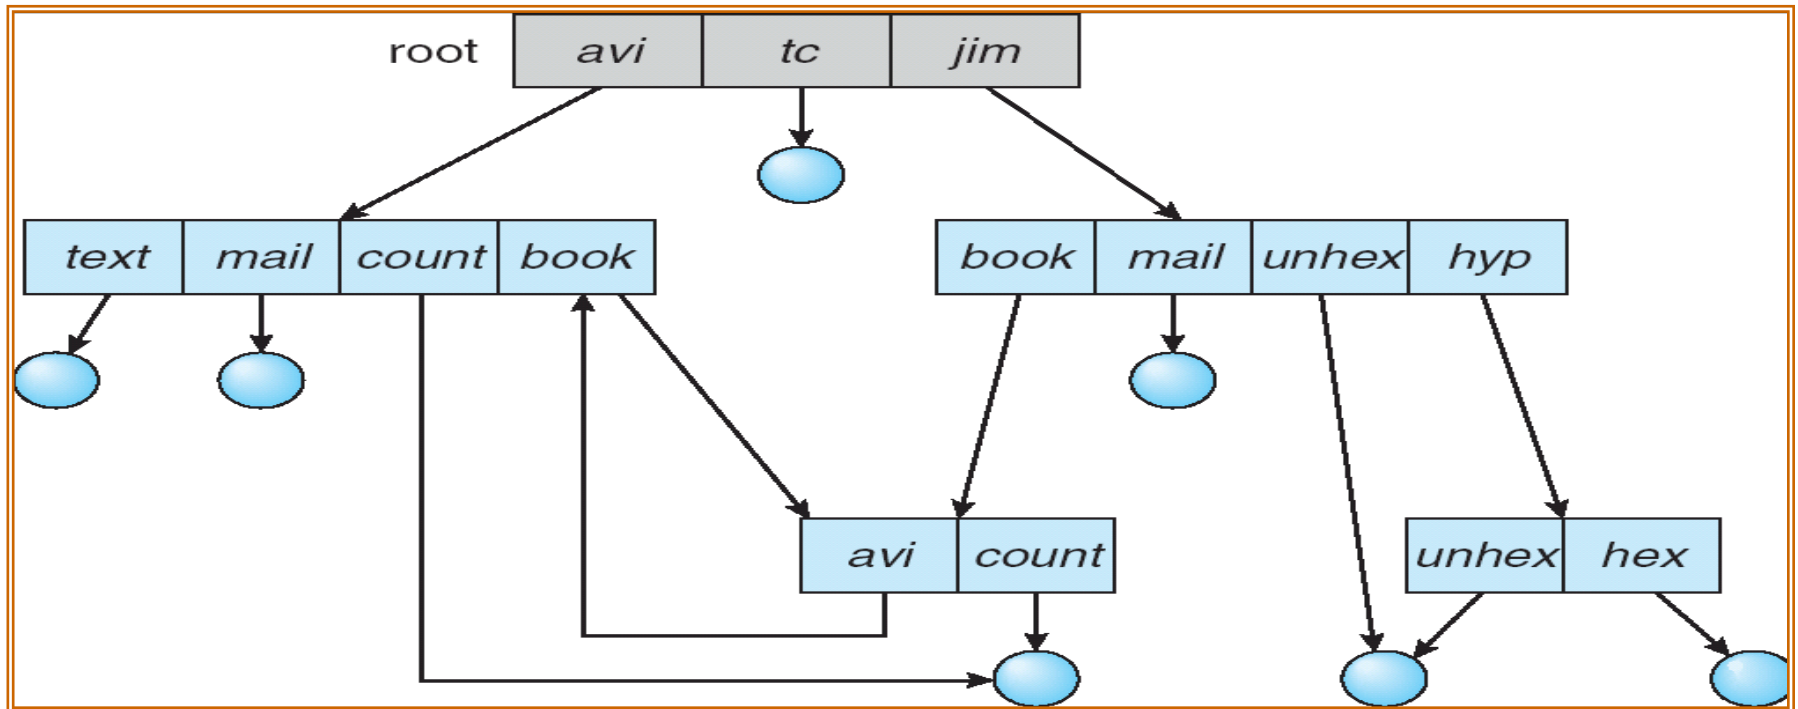 root avi tc jim
text mail count book book mail unhex hyp
avi count unhex hex